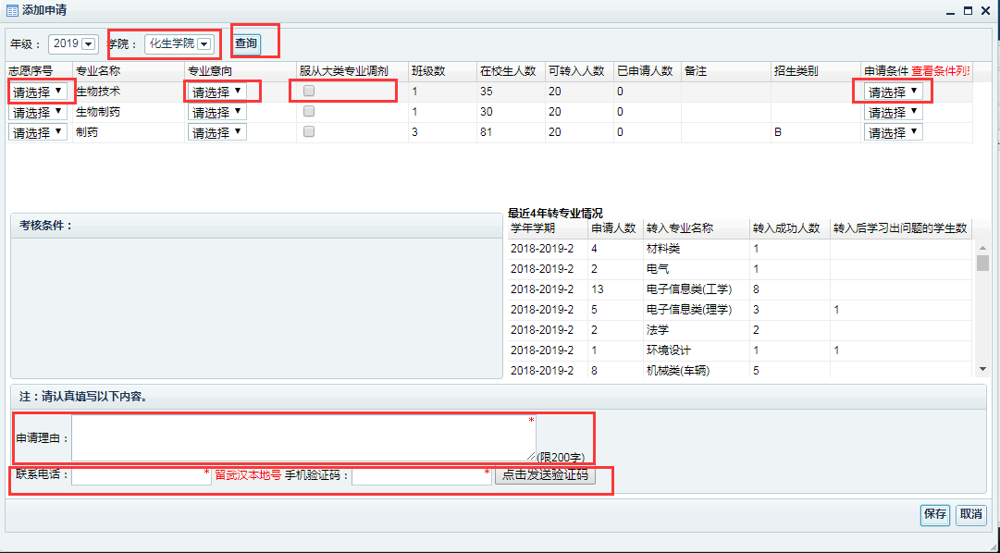 添加申请
年级： 2019 学院： 化生学院 查询
志愿序号 专业名称 专业意向 服从大类专业调剂 班级数 在校生人数 可转入人数 已申请人数 备注 招生类别 申请条件 查看条件列
请选择 生物技术 请选择 1 35 20 0 请选择
请选择 生物制药 请选择 1 30 20 0 请选择
请选择 制药 请选择 3 81 20 0 B 请选择
考核条件：
最近4年转专业情况
学年学期 申请人数 转入专业名称 转入成功人数 转入后学习出问题的学生数
2018-2019-2 4 材料类 1
2018-2019-2 2 电气 1
2018-2019-2 13 电子信息类(工学) 8
2018-2019-2 5 电子信息类(理学) 3 1
2018-2019-2 2 法学 2
2018-2019-2 1 环境设计 1 1
2018-2019-2 8 机械类(车辆) 5
注：请认真填写以下内容。
申请理由： * (限200字)
联系电话： * 留武汉本地号 手机验证码： * 点击发送验证码
保存 取消